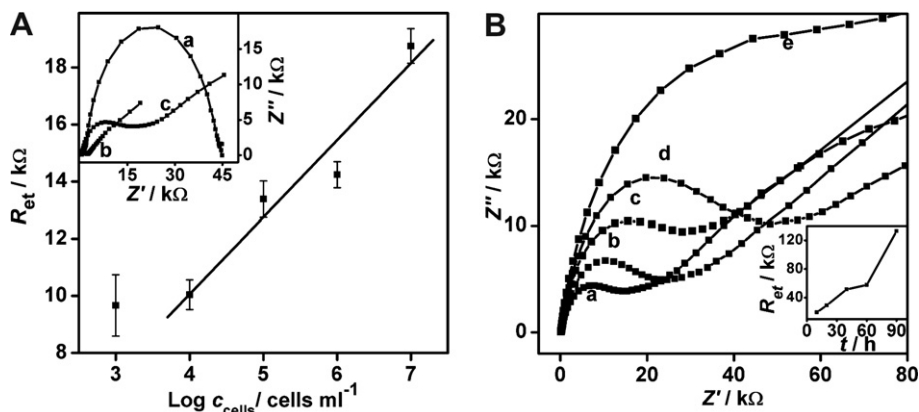 A
R_et / kΩ
18
16
14
12
10
8
3 4 5 6 7
Log c_cells/ cells ml⁻¹
a
b
c
15
10
5
0
Z″ / kΩ
15 30 45
Z′ / kΩ
B
Z″ / kΩ
20
10
0
0 20 40 60 80
Z′ / kΩ
e
d
c
b
a
R_et / kΩ
120
80
40
0 30 60 90
t / h